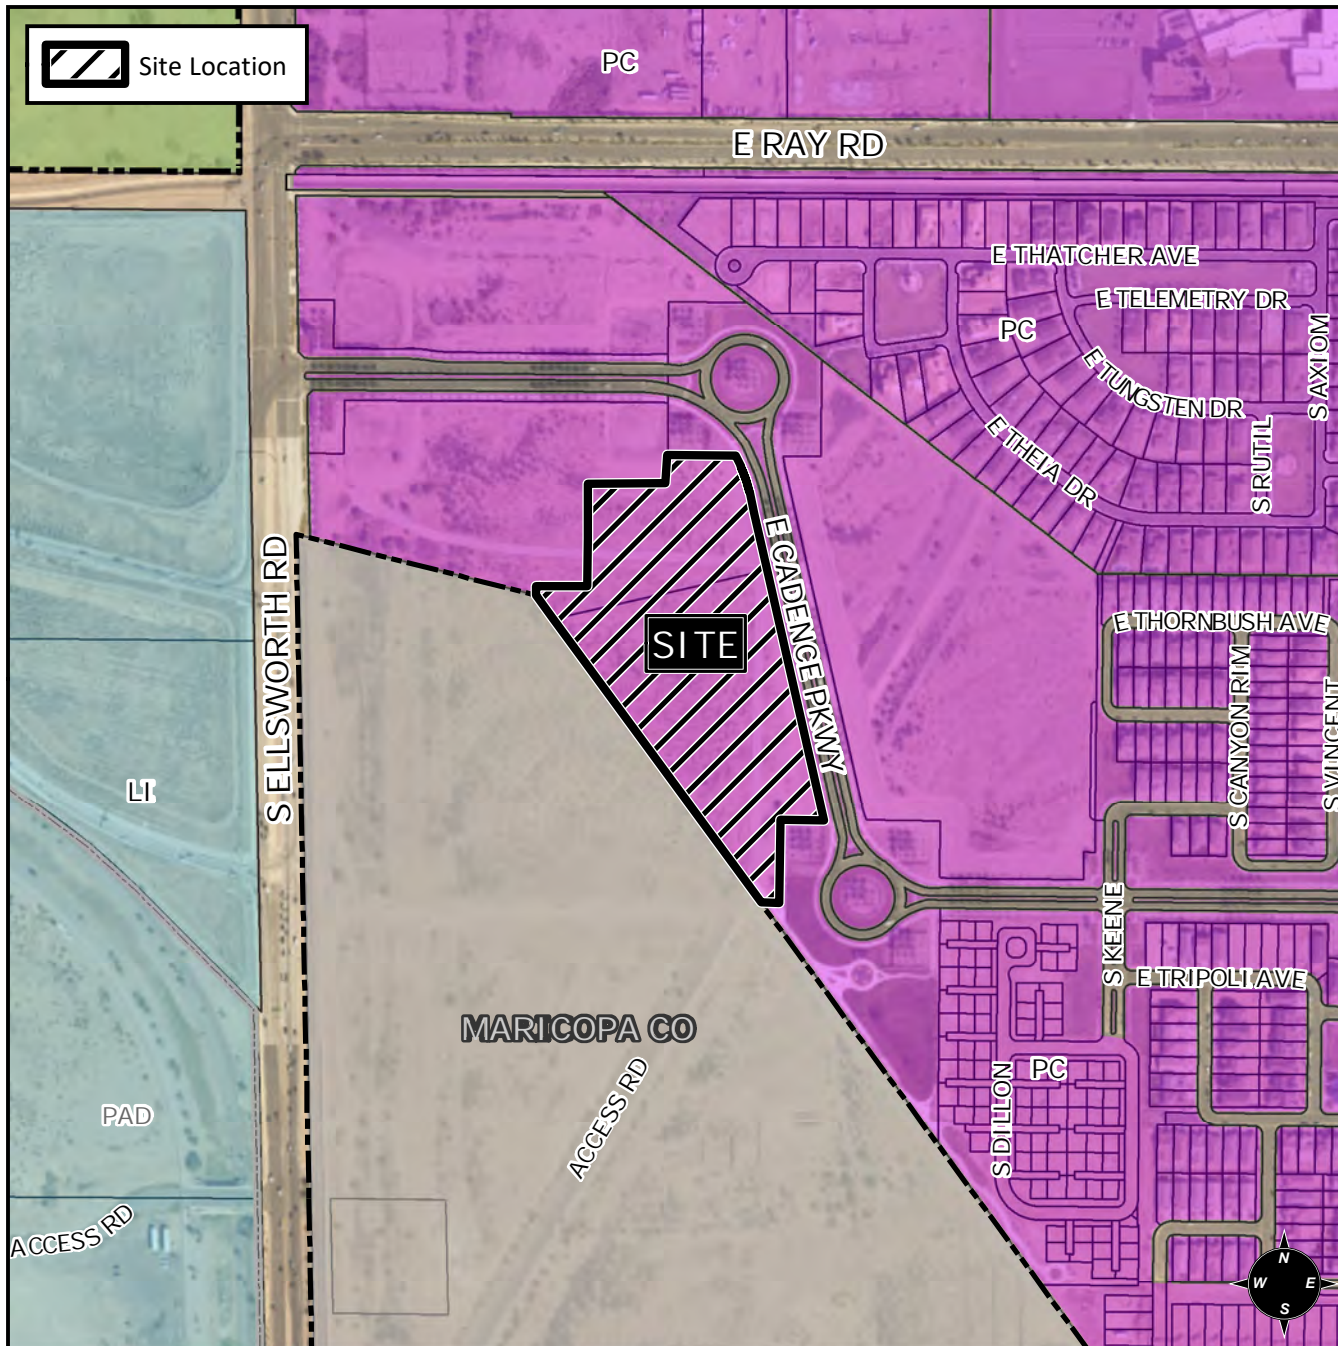 Site Location
PC
E RAY RD
E THATCHER AVE
E TELEMETRY DR
PC
E TUNGSTEN DR
S AXIOM
S RUTIL
E THEIA DR
E CADENCE PKWY
S ELLSWORTH RD
SITE
E THORNBUSH AVE
S CANYON RIM
S VINCENT
LI
S KEENE
E TRIPOLI AVE
MARICOPA CO
ACCESS RD
S DILLON
PC
PAD
ACCESS RD
N
W E
S